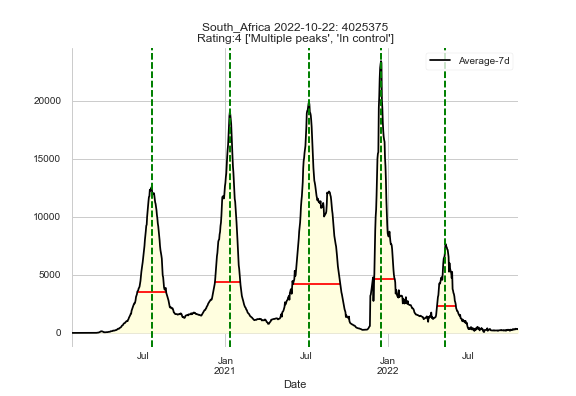 South_Africa 2022-10-22: 4025375
Rating:4 ['Multiple peaks', 'In control']
Average-7d
20000
15000
10000
5000
0
Jul
Jan
2021
Jul
Jan
2022
Jul
Date